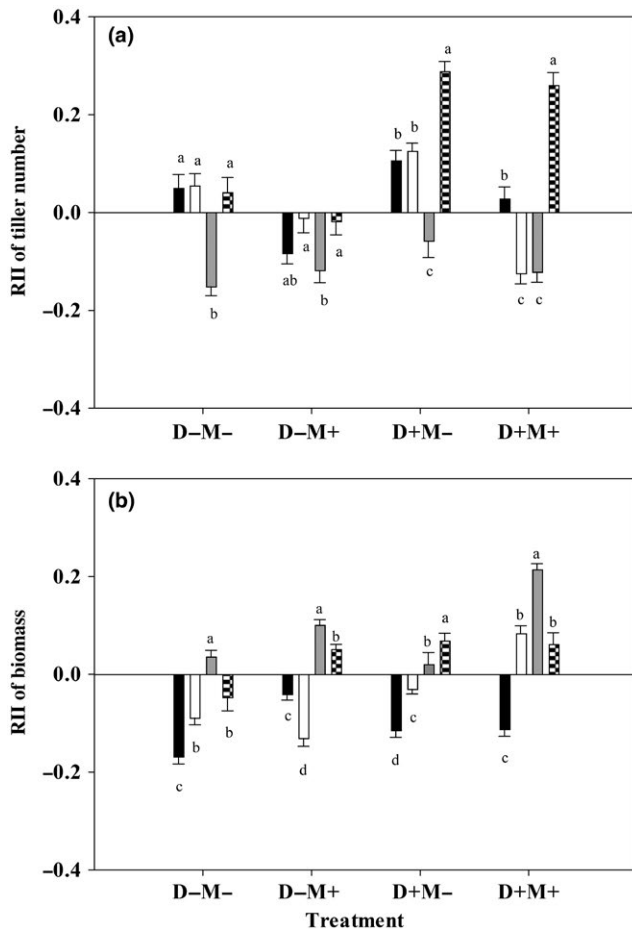 0.4
(a)
a
a
a
a
a
a
b
b
b
0.2
0.0
−0.2
−0.4
RII of tiller number
b
ab
a
b
a
c
c
c
D−M−
D−M+
D+M−
D+M+
0.4
(b)
a
a
b
b
a
b
a
b
0.2
0.0
−0.2
−0.4
RII of biomass
c
b
b
c
d
d
c
c
D−M−
D−M+
D+M−
D+M+
Treatment